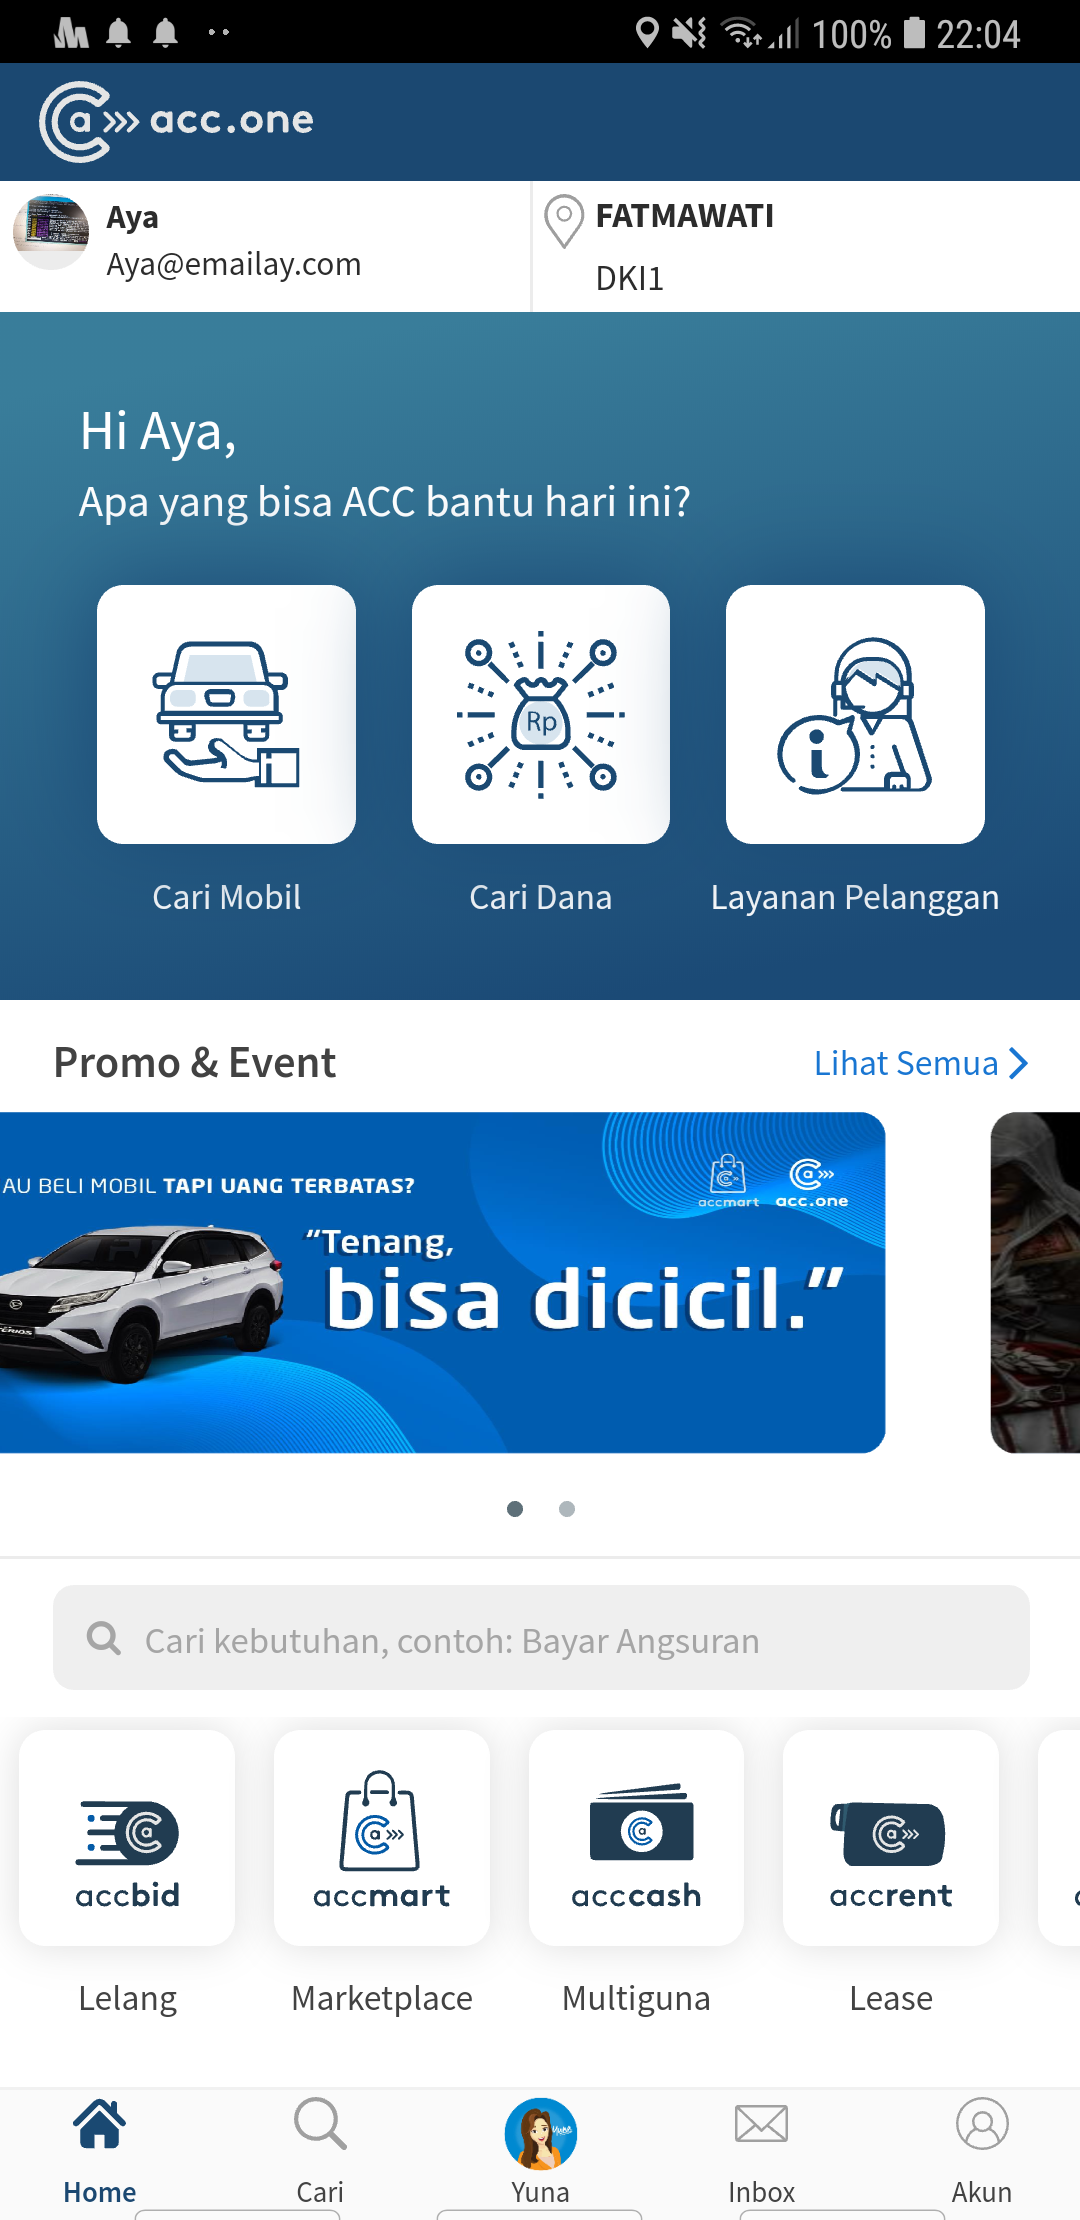 100% 22:04
a acc.one
Aya
Aya@emailay.com
FATMAWATI
DKI1
Hi Aya,
Apa yang bisa ACC bantu hari ini?
Rp
i
Cari Mobil
Cari Dana
Layanan Pelanggan
Promo & Event
Lihat Semua
AU BELI MOBIL TAPI UANG TERBATAS?
accmart
acc.one
“Tenang,
bisa dicicil.”
Cari kebutuhan, contoh: Bayar Angsuran
accbid
accmart
acccash
accrent
Lelang
Marketplace
Multiguna
Lease
Home
Cari
Yuna
Inbox
Akun